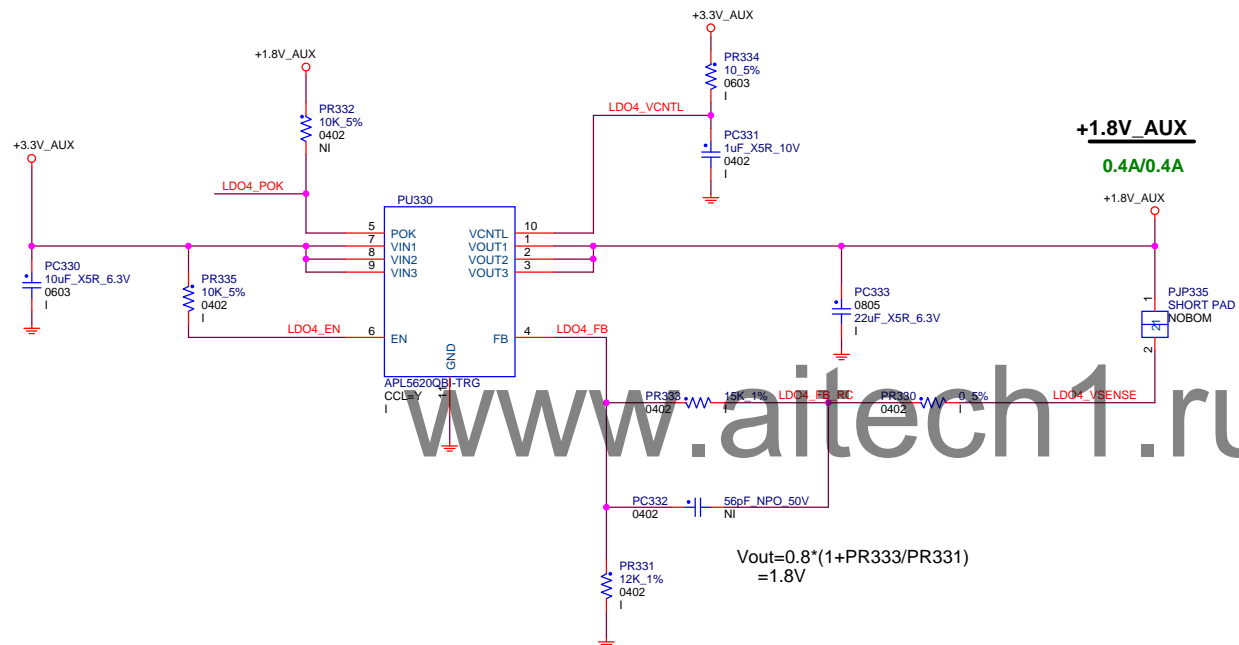 +3.3V_AUX
PR334
10_5%
0603
I
+1.8V_AUX
LDO4_VCNTL
PR332
10K_5%
0402
NI
PC331
1uF_X5R_10V
0402
I
+1.8V_AUX
0.4A/0.4A
+3.3V_AUX
LDO4_POK
+1.8V_AUX
PU330
5
POK
7
VIN1
8
VIN2
9
VIN3
VCNTL
10
VOUT1
1
VOUT2
2
VOUT3
3
PC330
10uF_X5R_6.3V
0603
I
PR335
10K_5%
0402
I
LDO4_EN
6
EN
FB
4
LDO4_FB
GND
11
APL5620QBI-TRG
CCL=Y
I
PC333
0805
22uF_X5R_6.3V
I
PJP335
SHORT PAD
NOBOM
1
21
2
PR333
0402
15K_1%
I
LDO4_FB_RC
PR330
0402
0_5%
I
LDO4_VSENSE
www.aitech1.ru
PC332
0402
56pF_NPO_50V
NI
PR331
12K_1%
0402
I
Vout=0.8*(1+PR333/PR331)
=1.8V